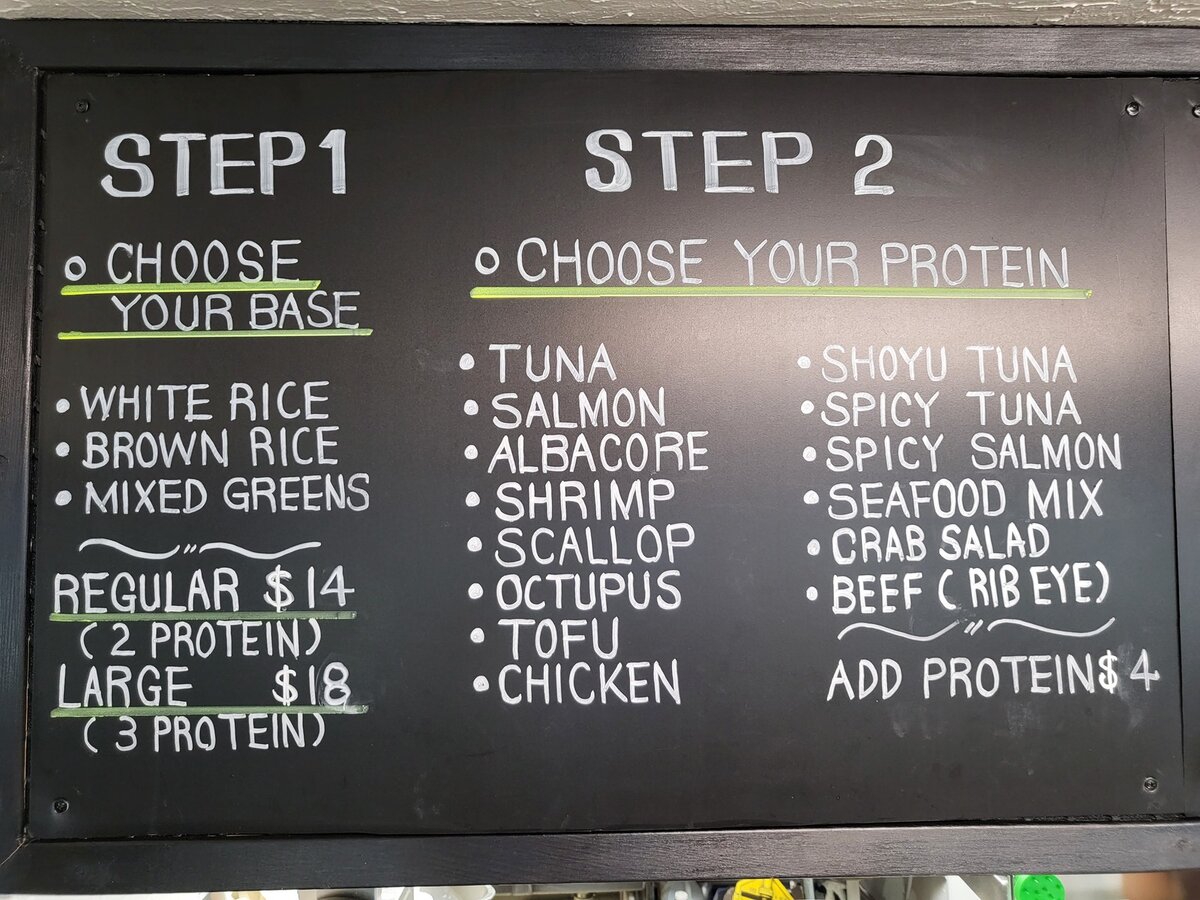 STEP 1
○ CHOOSE
YOUR BASE
• WHITE RICE
• BROWN RICE
• MIXED GREENS
REGULAR $14
(2 PROTEIN)
LARGE $18
(3 PROTEIN)
STEP 2
○ CHOOSE YOUR PROTEIN
• TUNA
• SALMON
• ALBACORE
• SHRIMP
• SCALLOP
• OCTUPUS
• TOFU
• CHICKEN
• SHOYU TUNA
• SPICY TUNA
• SPICY SALMON
• SEAFOOD MIX
• CRAB SALAD
• BEEF (RIB EYE)
ADD PROTEIN $4